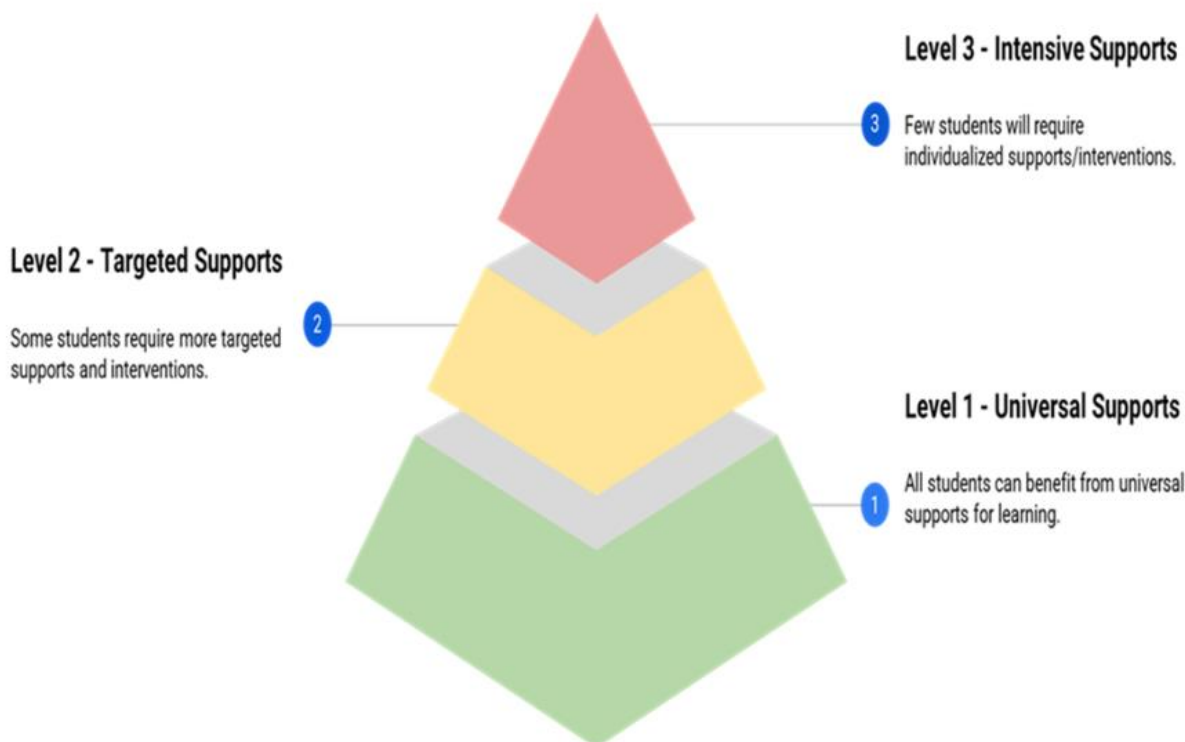 Level 3 - Intensive Supports
3
Few students will require
individualized supports/interventions.
Level 2 - Targeted Supports
2
Some students require more targeted
supports and interventions.
Level 1 - Universal Supports
1
All students can benefit from universal
supports for learning.